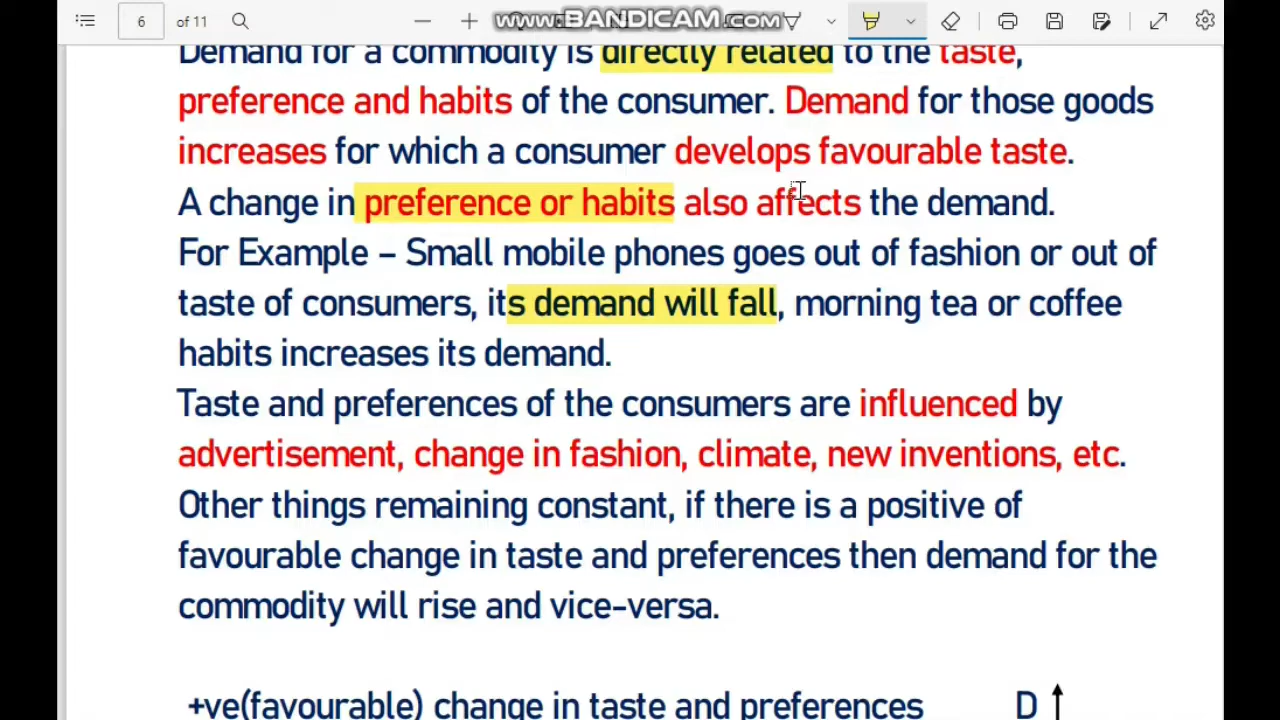 6 of 11
www.BANDICAM.com
Demand for a commodity is directly related to the taste,
preference and habits of the consumer. Demand for those goods
increases for which a consumer develops favourable taste.
A change in preference or habits also affects the demand.
For Example – Small mobile phones goes out of fashion or out of
taste of consumers, its demand will fall, morning tea or coffee
habits increases its demand.
Taste and preferences of the consumers are influenced by
advertisement, change in fashion, climate, new inventions, etc.
Other things remaining constant, if there is a positive of
favourable change in taste and preferences then demand for the
commodity will rise and vice-versa.
+ve(favourable) change in taste and preferences D